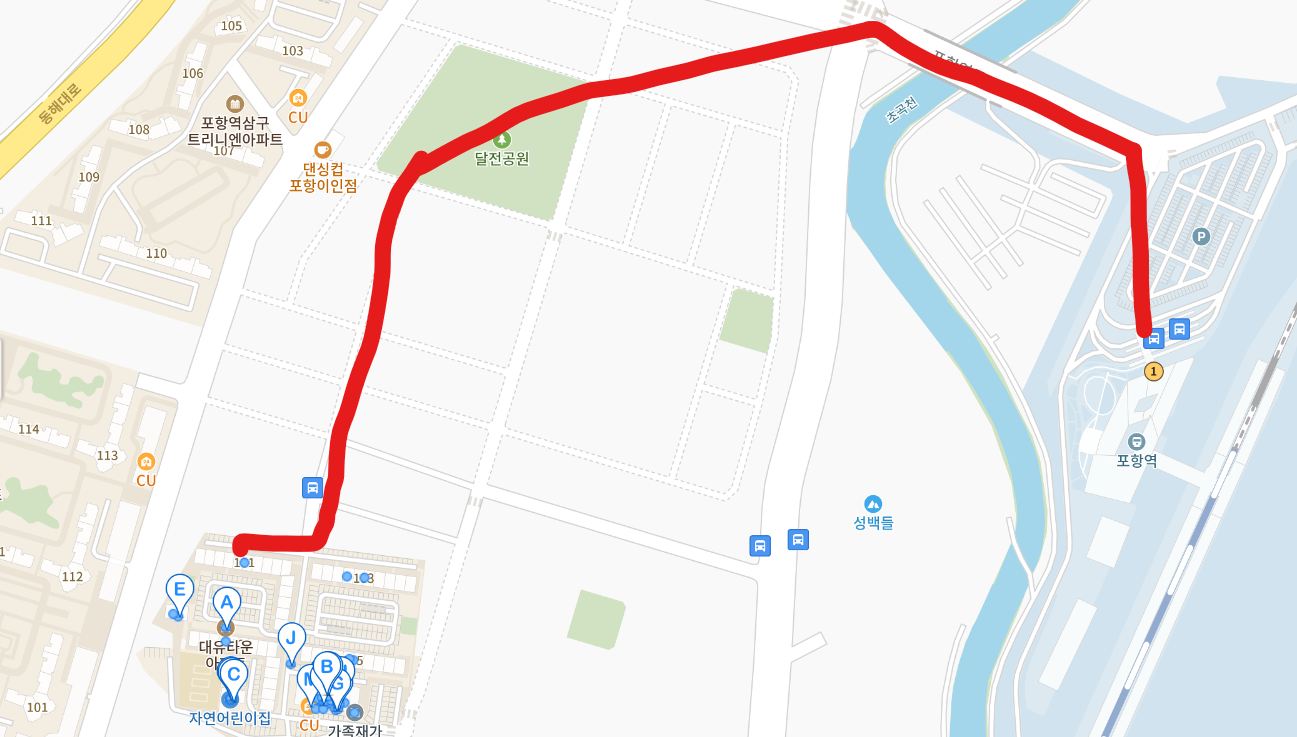 105
103
106
CU
동해대로
포항역삼구
트리니엔아파트
108
107
댄싱컵
포항이인점
달전공원
초곡천
109
111
110
P
1
114
113
CU
포항역
성백들
112
E
A
J
대유타운
B
G
C
101
자연어린이집
CU
가족재가